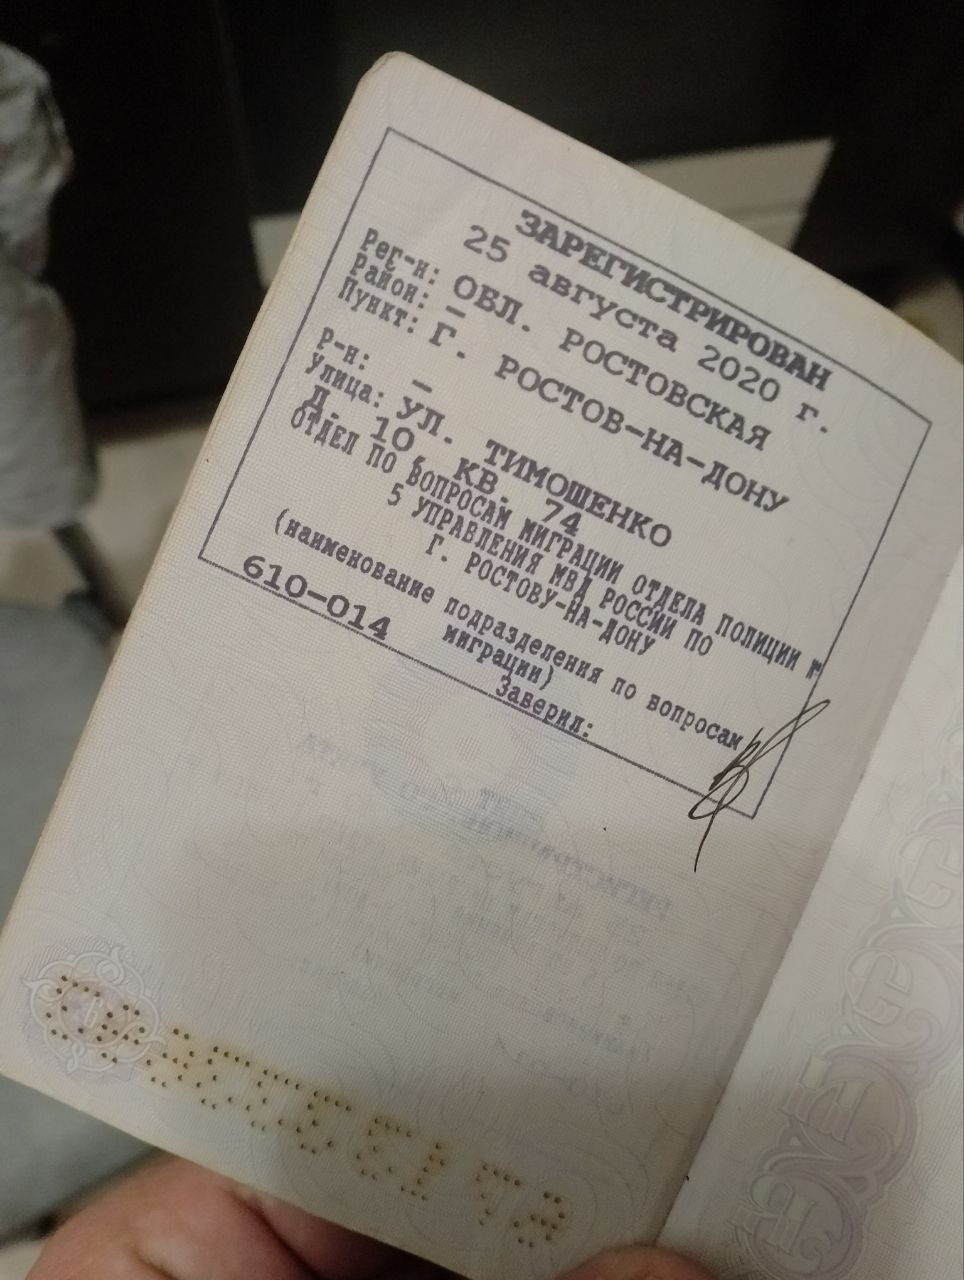 ЗАРЕГИСТРИРОВАН
25 августа 2020 г.
Рег-н: ОБЛ. РОСТОВСКАЯ
Район: –
Пункт: Г. РОСТОВ-НА-ДОНУ
Р-н: –
Улица: УЛ. ТИМОШЕНКО
Д. 10, КВ. 74
ОТДЕЛ ПО ВОПРОСАМ МИГРАЦИИ ОТДЕЛА ПОЛИЦИИ №
5 УПРАВЛЕНИЯ МВД РОССИИ ПО
Г. РОСТОВУ-НА-ДОНУ
(наименование подразделения по вопросам
миграции)
610-014
Заверил: